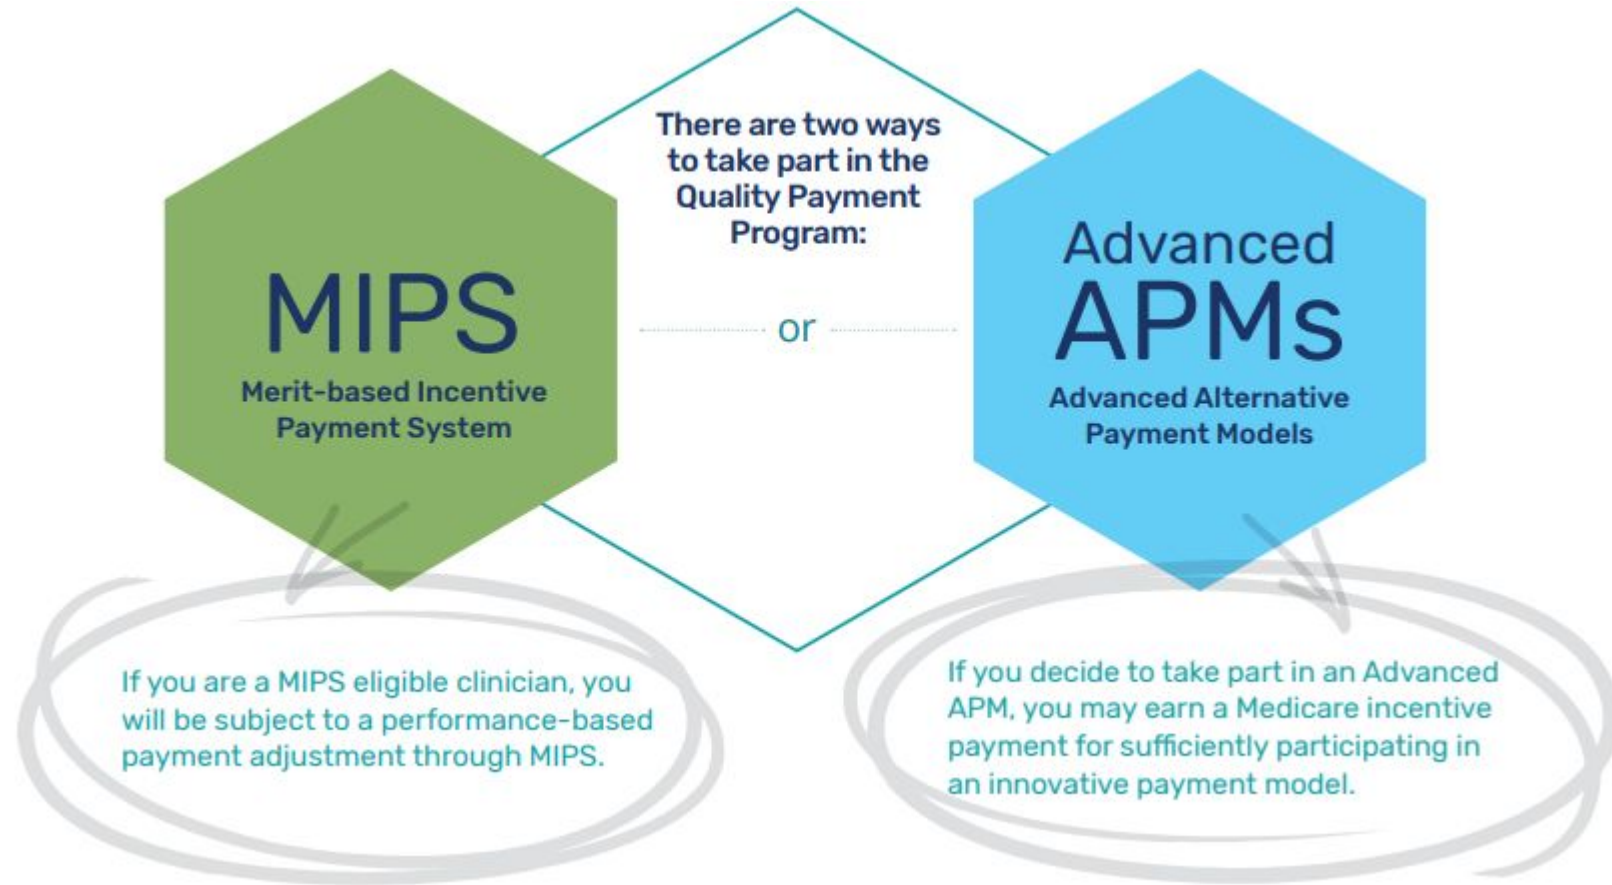 There are two ways
to take part in the
Quality Payment
Program:
MIPS
Merit-based Incentive
Payment System
or
Advanced
APMs
Advanced Alternative
Payment Models
If you are a MIPS eligible clinician, you
will be subject to a performance-based
payment adjustment through MIPS.
If you decide to take part in an Advanced
APM, you may earn a Medicare incentive
payment for sufficiently participating in
an innovative payment model.